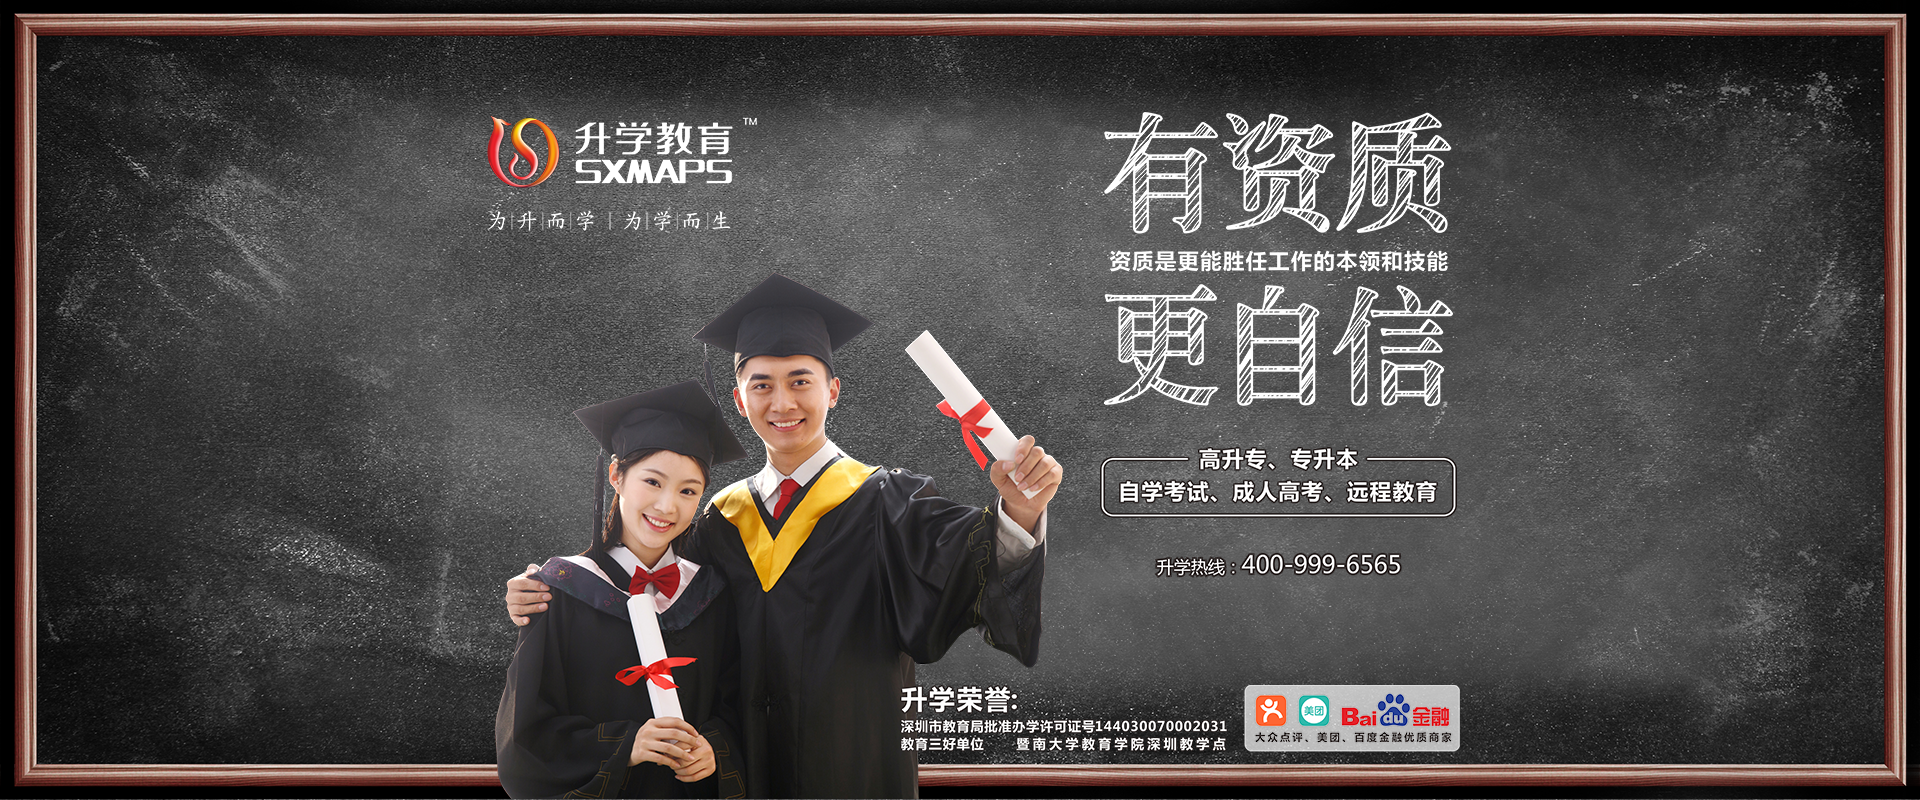 升学教育 TM
SXMAPS
为升而学 | 为学而生
有资质
资质是更能胜任工作的本领和技能
更自信
高升专、专升本
自学考试、成人高考、远程教育
升学热线：400-999-6565
升学荣誉:
深圳市教育局批准办学许可证号144030070002031
教育三好单位 暨南大学教育学院深圳教学点
美团
Bai du 金融
大众点评、美团、百度金融优质商家